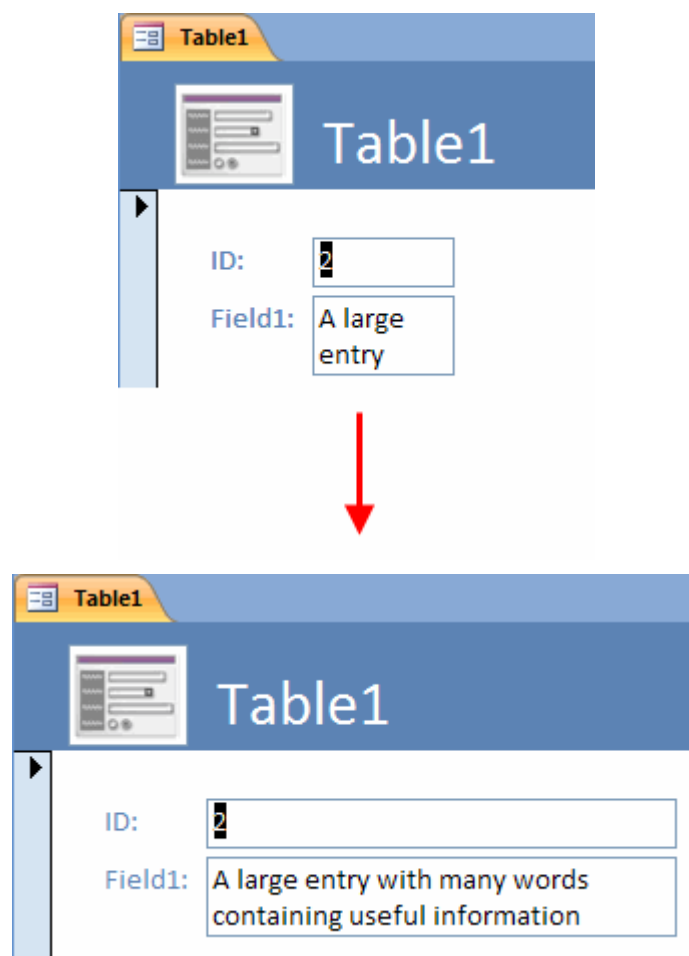 Table1
Table1
ID: 2
Field1: A large
entry
Table1
Table1
ID: 2
Field1: A large entry with many words
containing useful information